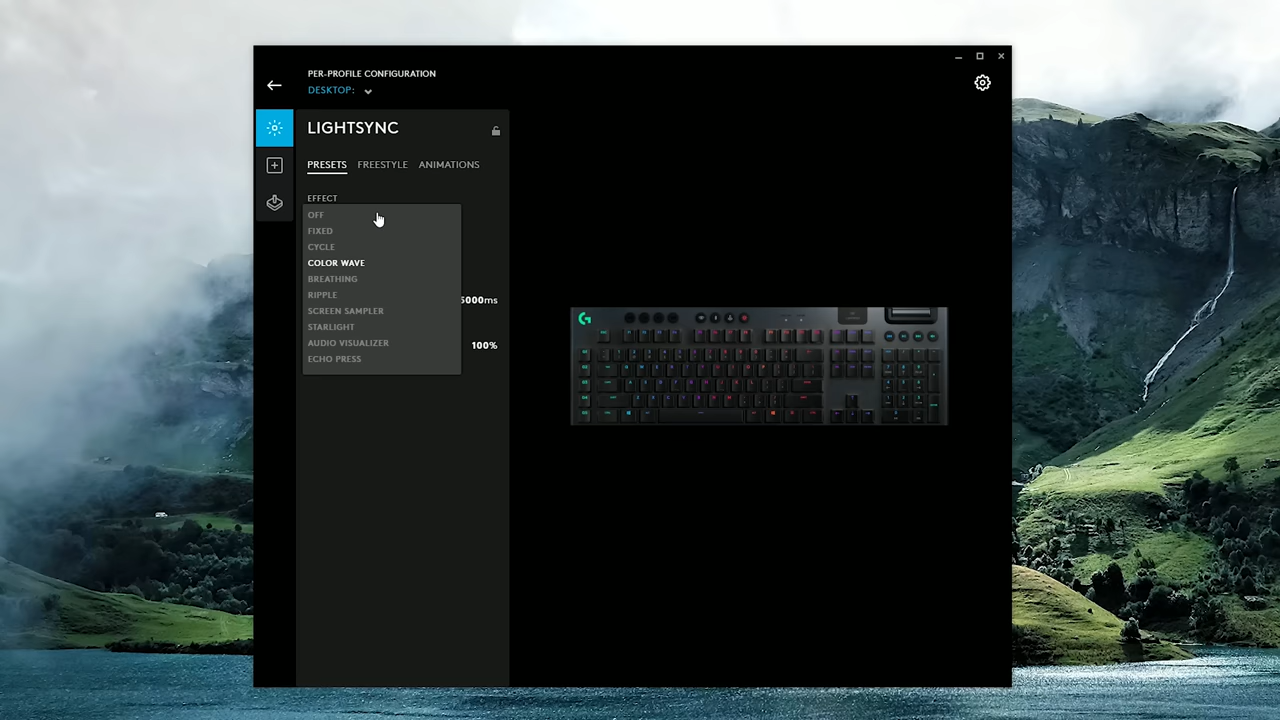 PER-PROFILE CONFIGURATION
DESKTOP:
LIGHTSYNC
PRESETS FREESTYLE ANIMATIONS
EFFECT
OFF
FIXED
CYCLE
COLOR WAVE
BREATHING
RIPPLE
5000ms
SCREEN SAMPLER
STARLIGHT
AUDIO VISUALIZER
100%
ECHO PRESS